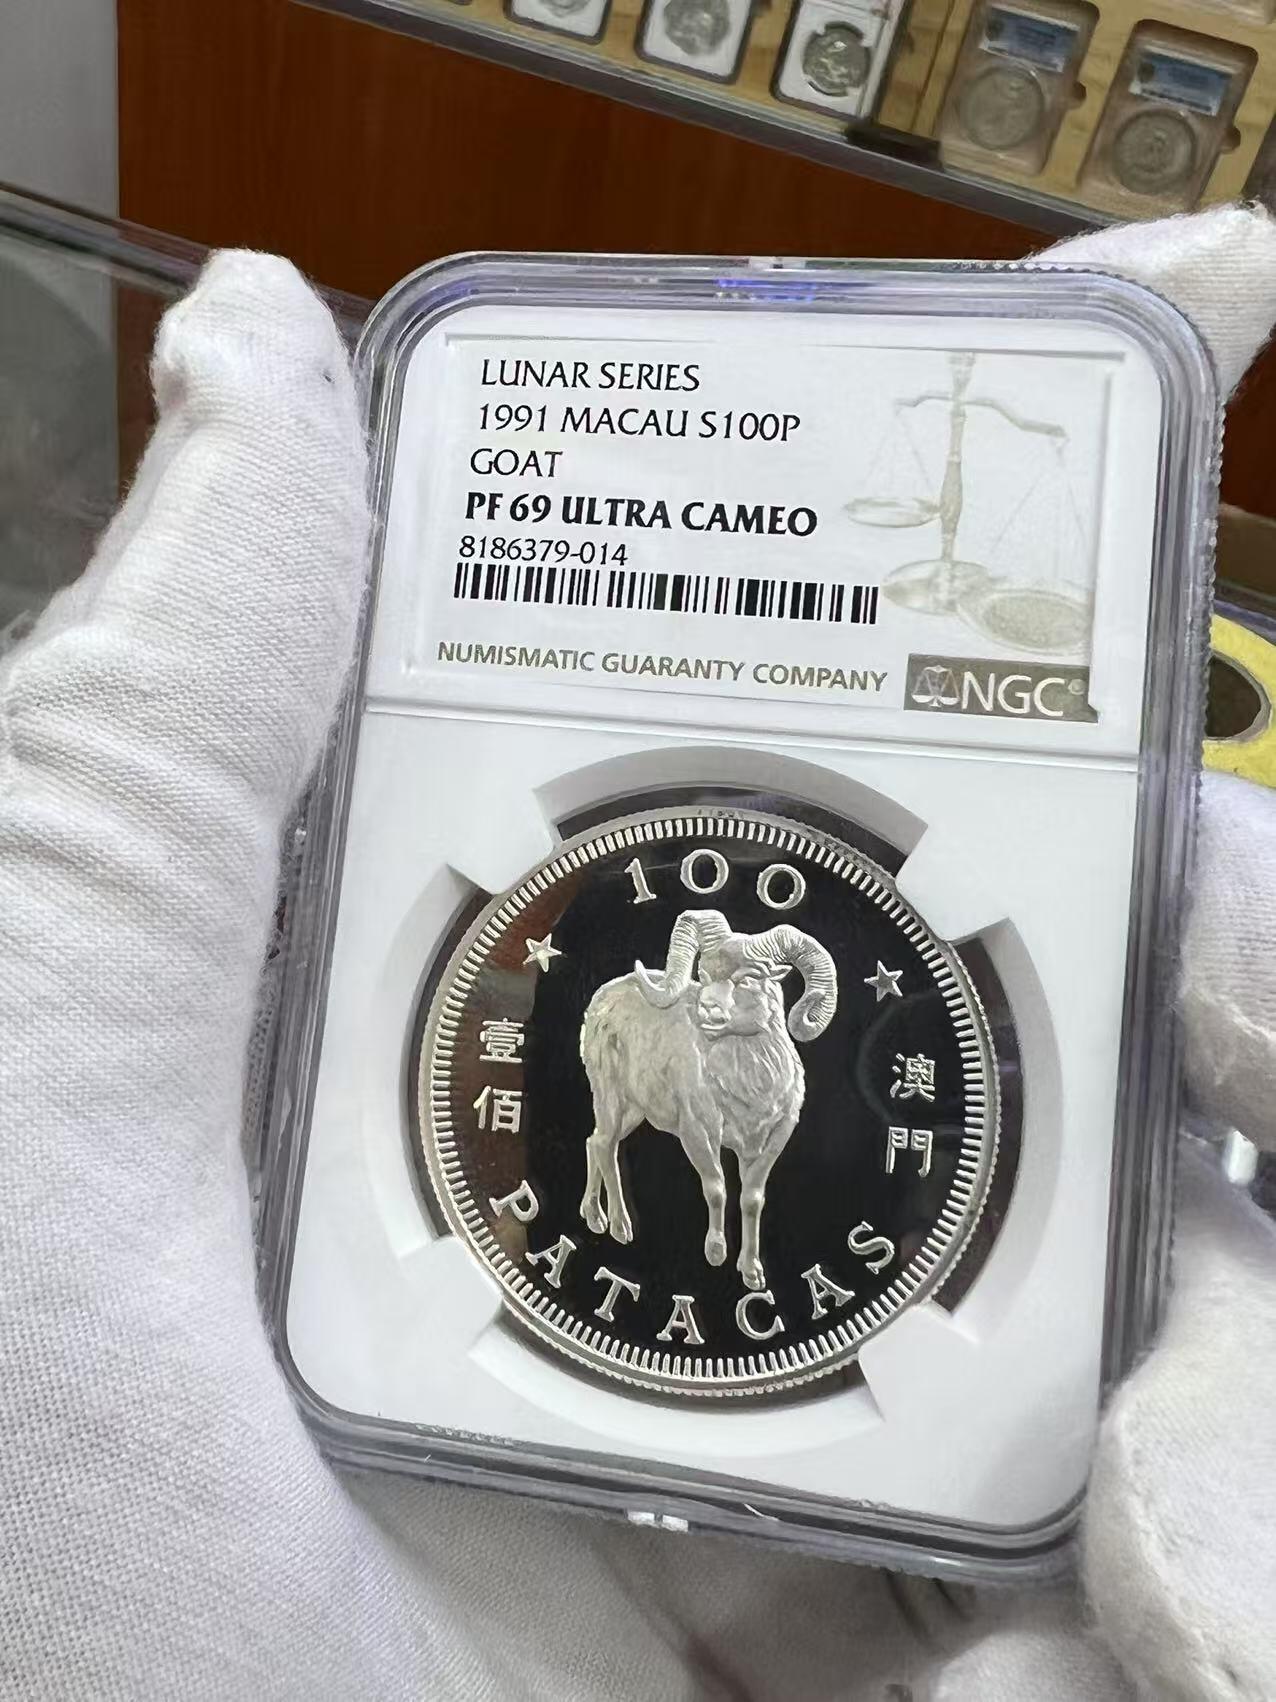 LUNAR SERIES
1991 MACAU S100P
GOAT
PF 69 ULTRA CAMEO
8186379-014
NUMISMATIC GUARANTY COMPANY
NGC
100
壹佰
澳門
PATACAS